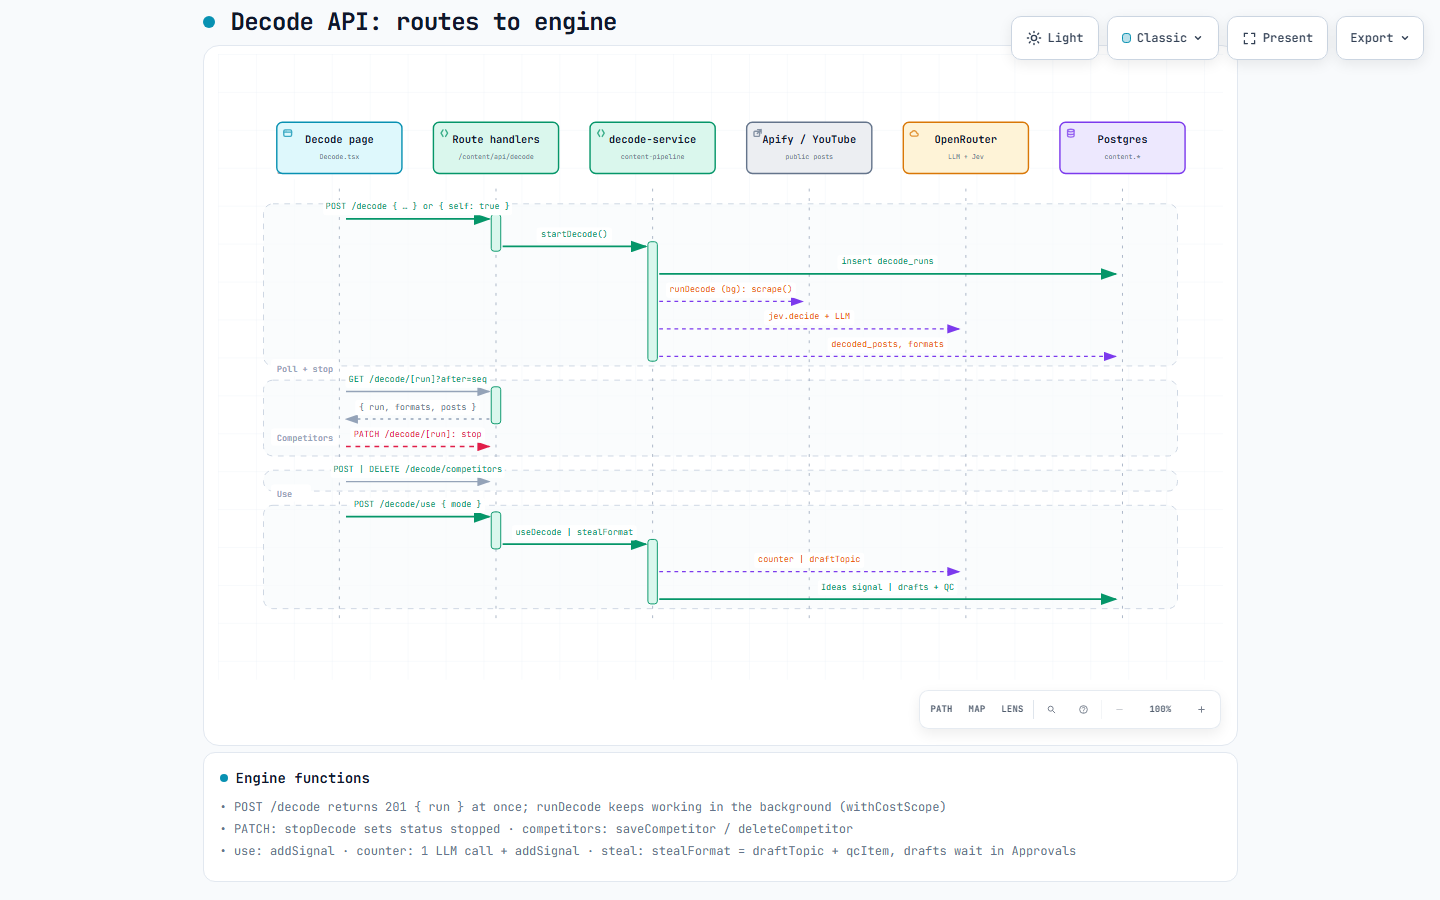 Decode API: routes to engine
Light
Classic
Present
Export
Decode page
Decode.tsx
Route handlers
/content/api/decode
decode-service
content-pipeline
Apify / YouTube
public posts
OpenRouter
LLM + Jev
Postgres
content.*
POST /decode { … } or { self: true }
startDecode()
insert decode_runs
runDecode (bg): scrape()
jev.decide + LLM
decoded_posts, formats
Poll + stop
GET /decode/[run]?after=seq
{ run, formats, posts }
Competitors
PATCH /decode/[run]: stop
POST | DELETE /decode/competitors
Use
POST /decode/use { mode }
useDecode | stealFormat
counter | draftTopic
Ideas signal | drafts + QC
PATH MAP LENS
100%
Engine functions
• POST /decode returns 201 { run } at once; runDecode keeps working in the background (withCostScope)
• PATCH: stopDecode sets status stopped · competitors: saveCompetitor / deleteCompetitor
• use: addSignal · counter: 1 LLM call + addSignal · steal: stealFormat = draftTopic + qcItem, drafts wait in Approvals